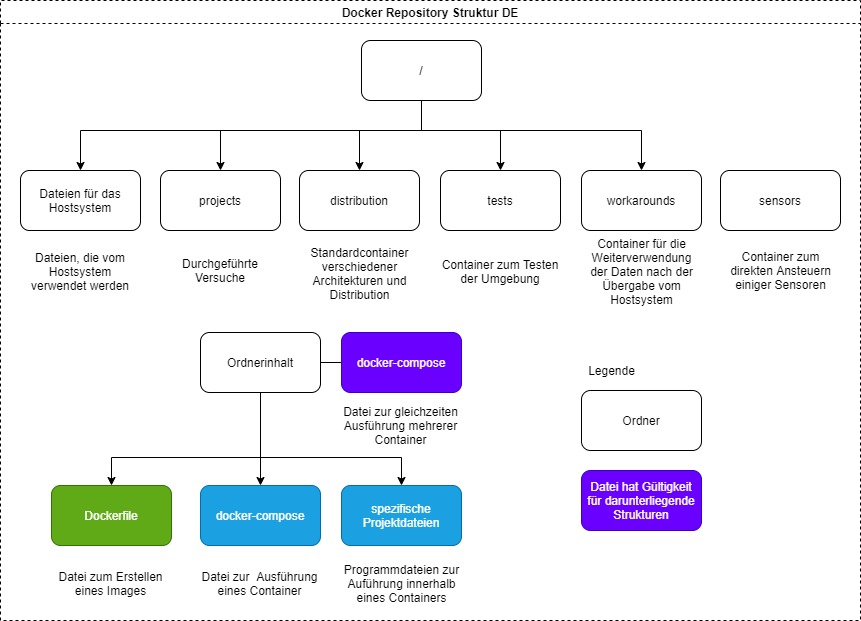 Docker Repository Struktur DE
/
Dateien für das
Hostsystem
projects
distribution
tests
workarounds
sensors
Dateien, die vom
Hostsystem
verwendet werden
Durchgeführte
Versuche
Standardcontainer
verschiedener
Architekturen und
Distribution
Container zum Testen
der Umgebung
Container für die
Weiterverwendung
der Daten nach der
Übergabe vom
Hostsystem
Container zum
direkten Ansteuern
einiger Sensoren
Ordnerinhalt
docker-compose
Datei zur gleichzeiten
Ausführung mehrerer
Container
Legende
Ordner
Datei hat Gültigkeit
für darunterliegende
Strukturen
Dockerfile
docker-compose
spezifische
Projektdateien
Datei zum Erstellen
eines Images
Datei zur Ausführung
eines Container
Programmdateien zur
Auführung innerhalb
eines Containers